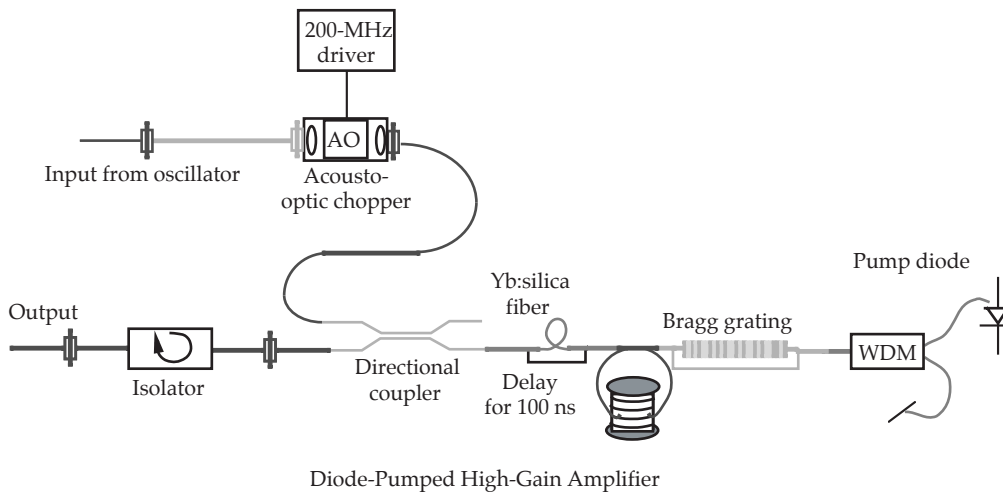 200-MHz
driver
AO
Input from oscillator
Acousto-
optic chopper
Yb:silica
fiber
Pump diode
Output
Bragg grating
WDM
Isolator
Directional
coupler
Delay
for 100 ns
Diode-Pumped High-Gain Amplifier